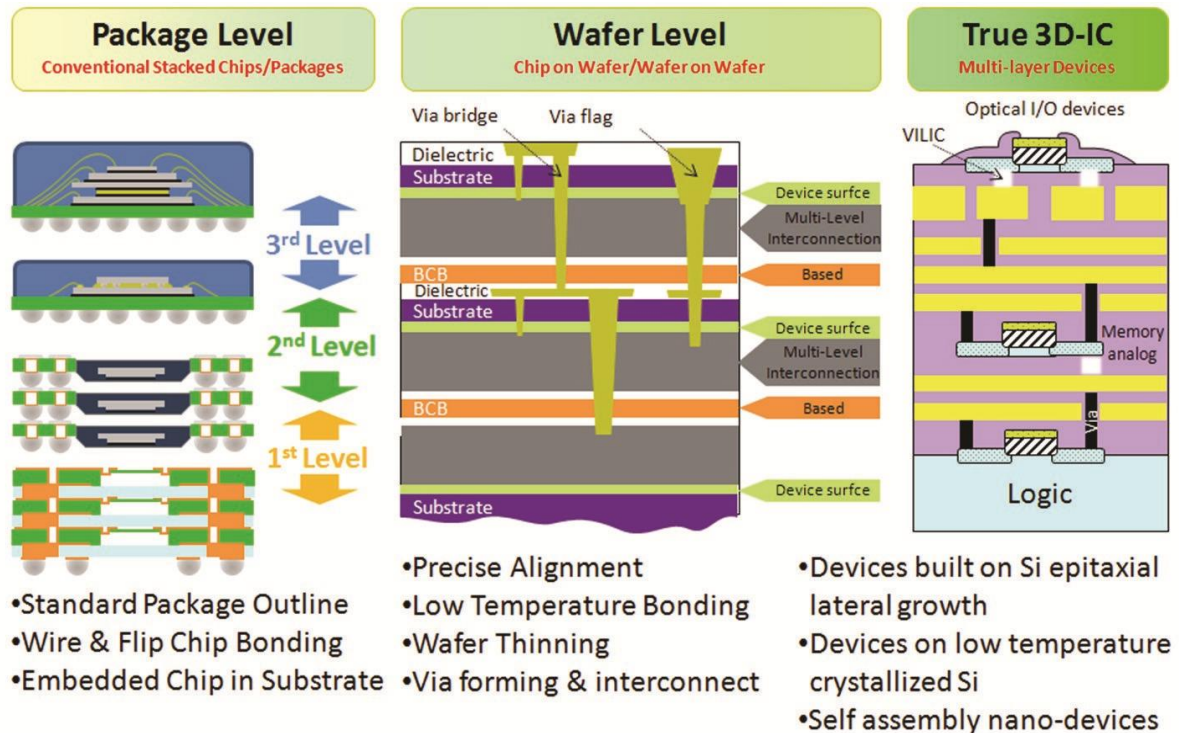 Package Level
Conventional Stacked Chips/Packages
3rd Level
2nd Level
1st Level
•Standard Package Outline
•Wire & Flip Chip Bonding
•Embedded Chip in Substrate
Wafer Level
Chip on Wafer/Wafer on Wafer
Via bridge
Via flag
Dielectric
Substrate
Device surfce
Multi-Level
Interconnection
BCB
Based
Dielectric
Substrate
Device surfce
Multi-Level
Interconnection
BCB
Based
Device surfce
Substrate
•Precise Alignment
•Low Temperature Bonding
•Wafer Thinning
•Via forming & interconnect
True 3D-IC
Multi-layer Devices
Optical I/O devices
VILIC
Memory
analog
Via
Logic
•Devices built on Si epitaxial
lateral growth
•Devices on low temperature
crystallized Si
•Self assembly nano-devices